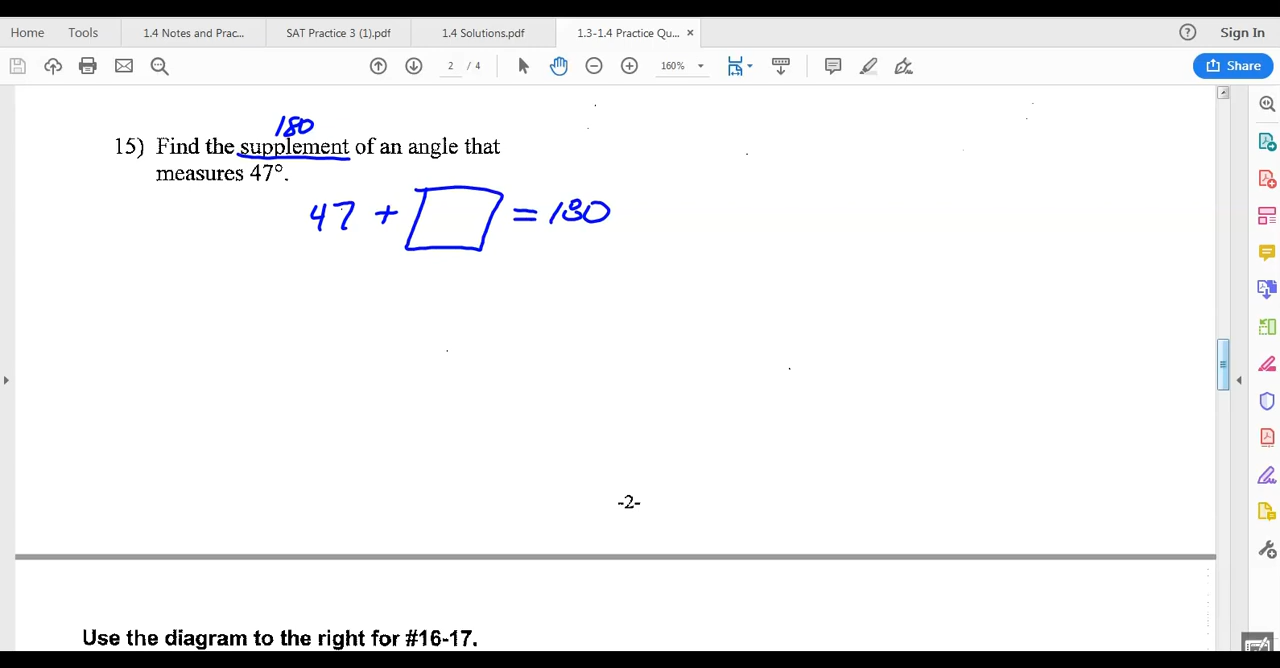 Home Tools 1.4 Notes and Prac... SAT Practice 3 (1).pdf 1.4 Solutions.pdf 1.3-1.4 Practice Qu... × ? Sign In
2 / 4 160% Share
180
15) Find the supplement of an angle that
measures 47°.
47 + = 180
-2-
Use the diagram to the right for #16-17.